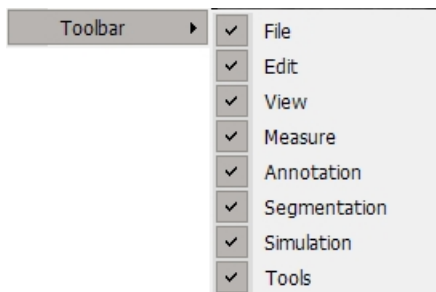 Toolbar
File
Edit
View
Measure
Annotation
Segmentation
Simulation
Tools